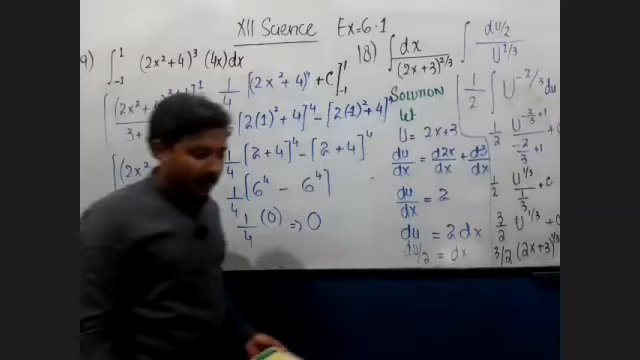 XII Science Ex=6.1
9) ∫₋₁¹ (2x²+4)³ (4x)dx
[(2x²+4)
3+
[(2x²
1/4 [(2x²+4)⁴ + C]₋₁¹
[2(1)²+4]⁴ - [2(1)²+4]⁴
1/4 [2+4]⁴ - [2+4]⁴
1/4 [6⁴ - 6⁴]
1/4 (0) => 0
18) ∫ dx/(2x+3)^2/3
SOLUTION
let
U = 2x+3
du/dx = d2x/dx + d3/dx
du/dx = 2
du = 2dx
du/2 = dx
∫ du/2 / U^2/3
1/2 ∫ U^-2/3 du
1/2 U^-2/3+1 / -2/3+1 + C
1/2 U^1/3 / 1/3 + C
3/2 U^1/3 + C
3/2 (2x+3)^1/3